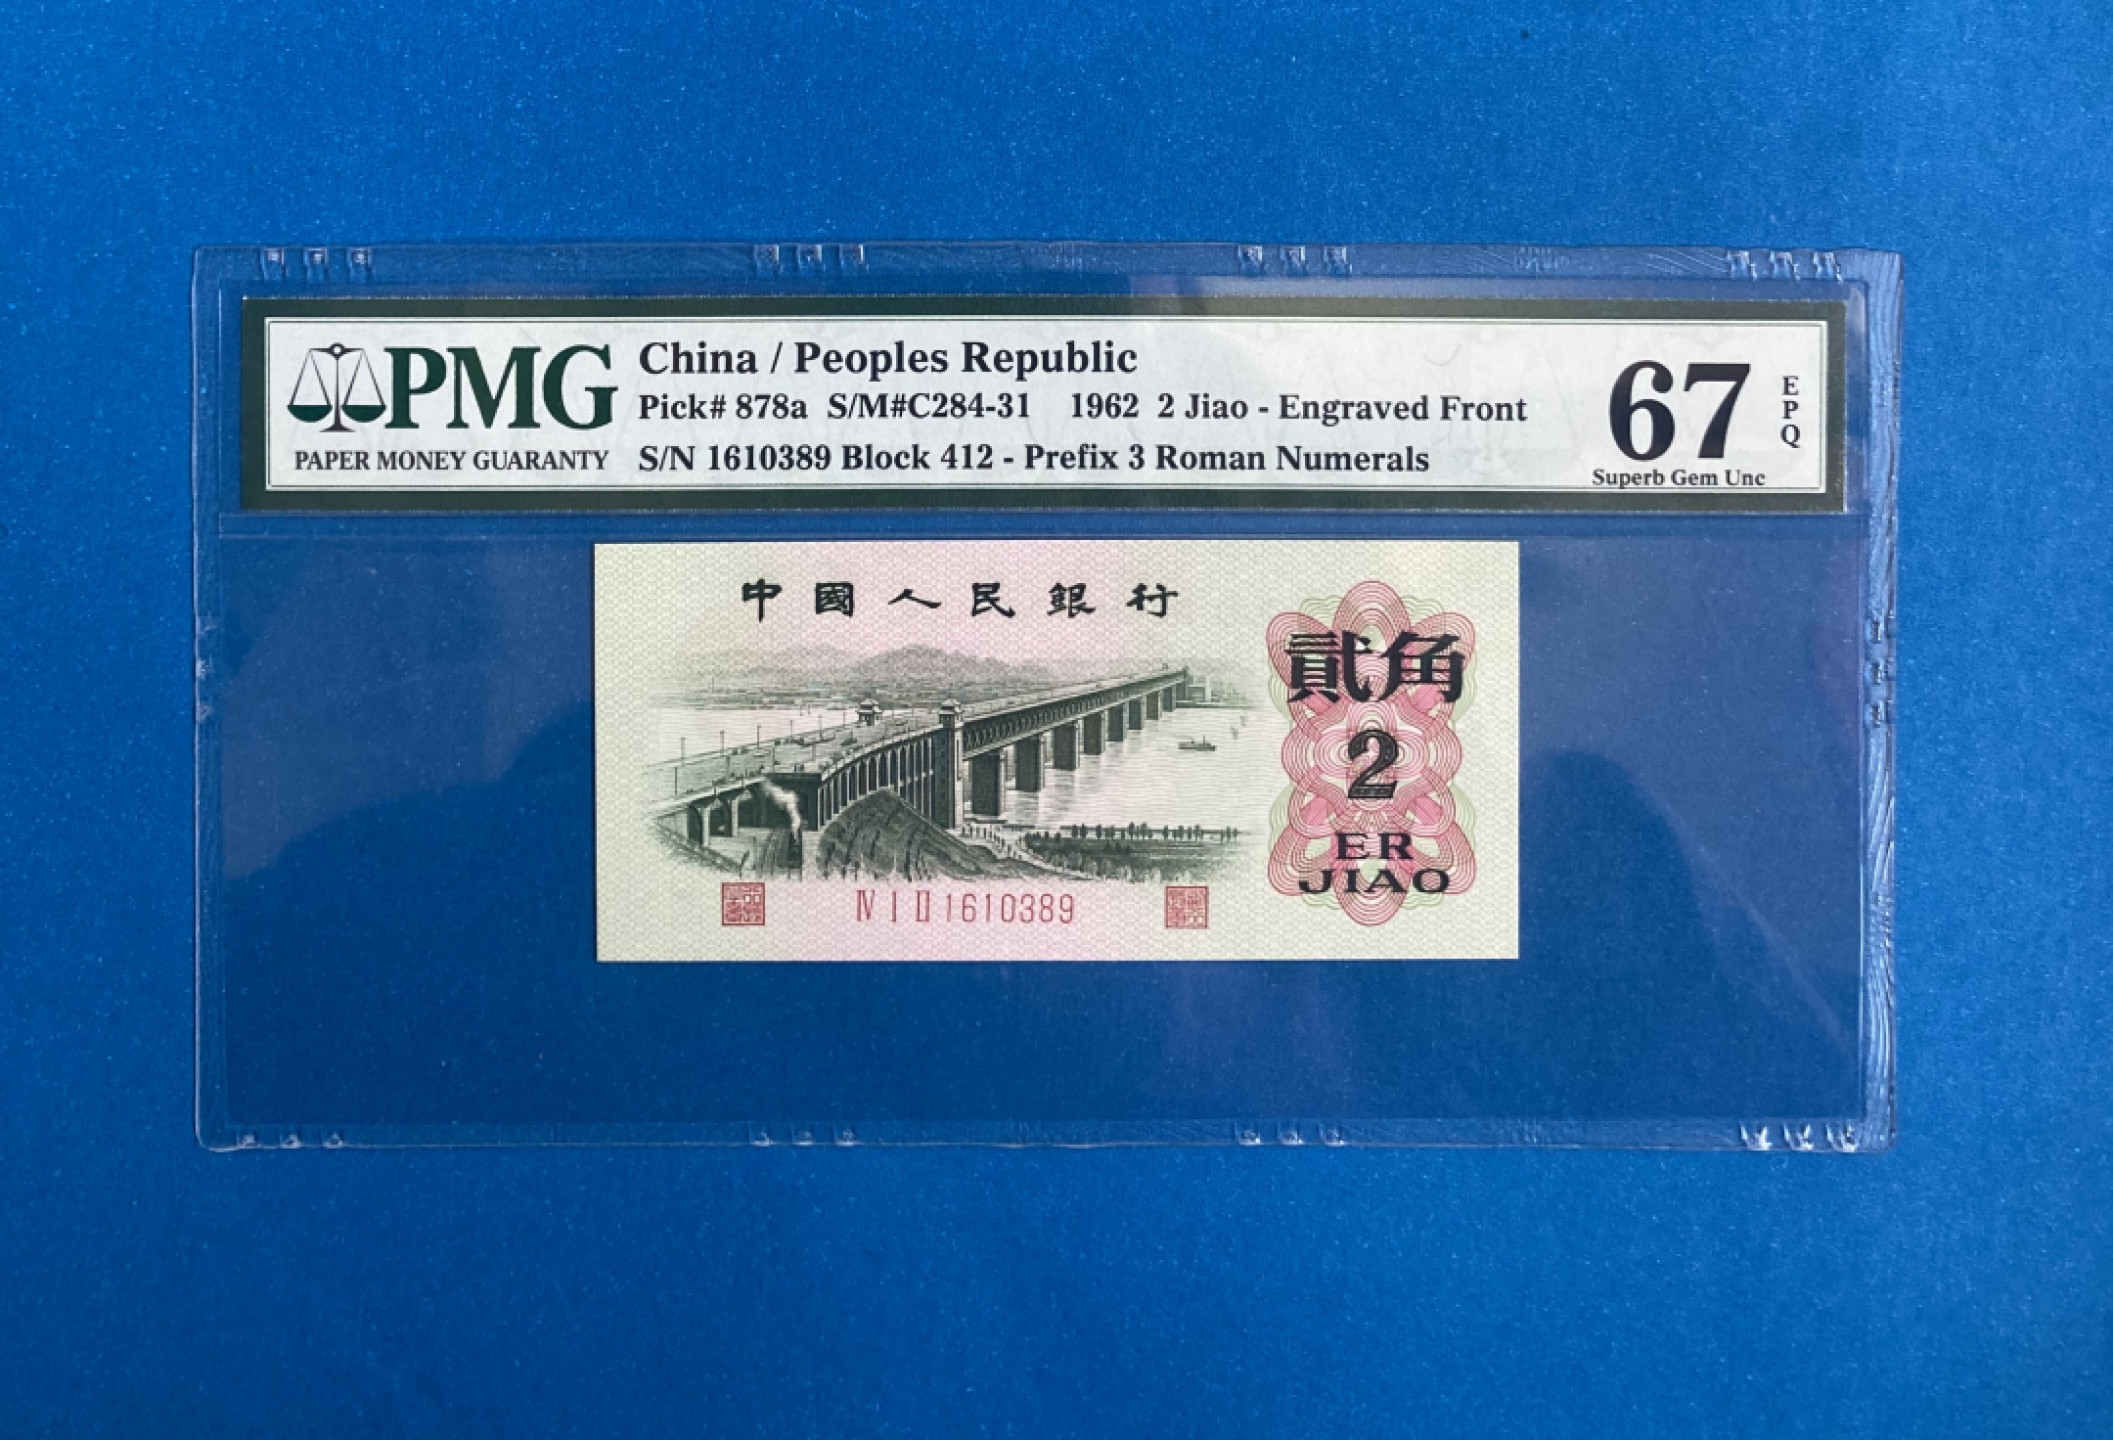 PMG
PAPER MONEY GUARANTY
China / Peoples Republic
Pick# 878a S/M#C284-31 1962 2 Jiao - Engraved Front
S/N 1610389 Block 412 - Prefix 3 Roman Numerals
67
EPQ
Superb Gem Unc
中國人民銀行
貳角
2
ER
JIAO
Ⅳ Ⅰ Ⅱ 1610389